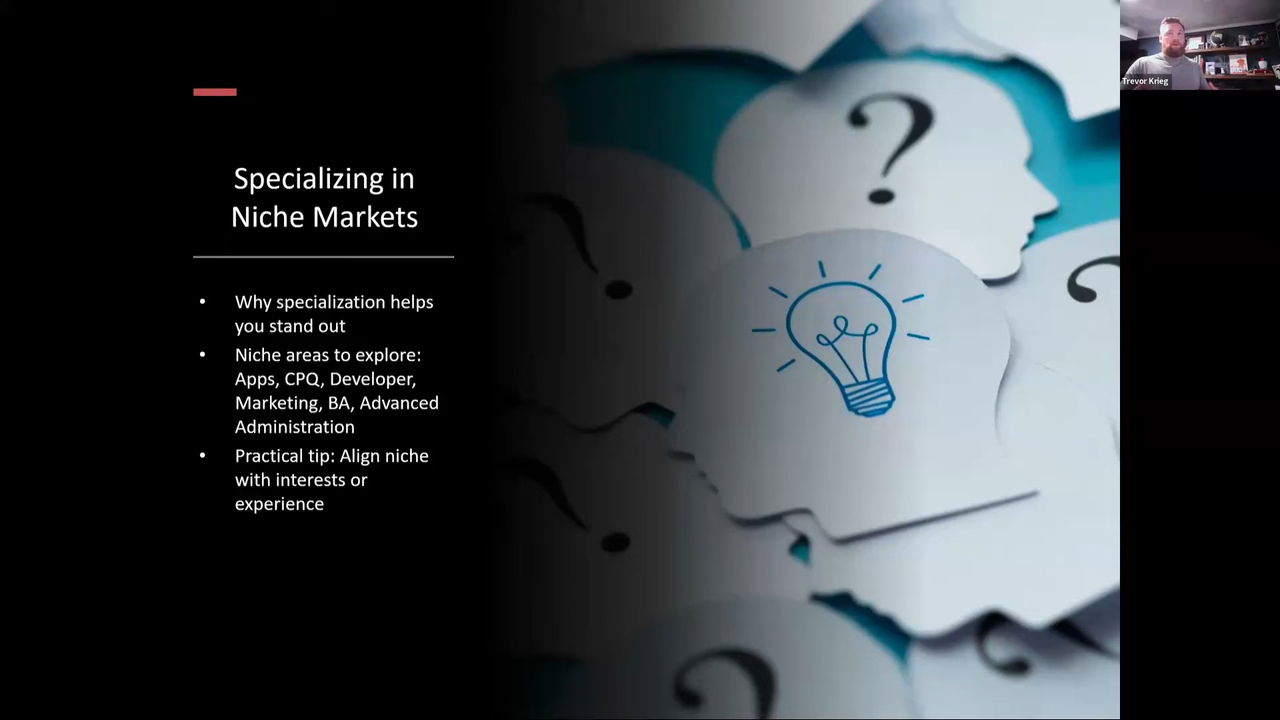 Specializing in
Niche Markets
• Why specialization helps
you stand out
• Niche areas to explore:
Apps, CPQ, Developer,
Marketing, BA, Advanced
Administration
• Practical tip: Align niche
with interests or
experience
?
?
?
?
?
?
Trevor Krieg